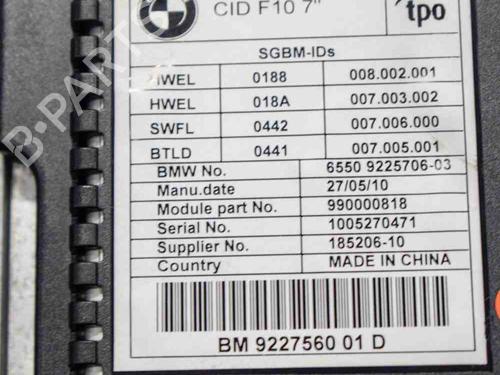 CID F10 7"
tpo
SGBM-IDs
HWEL 0188 008.002.001
HWEL 018A 007.003.002
SWFL 0442 007.006.000
BTLD 0441 007.005.001
BMW No. 6550 9225706-03
Manu.date 27/05/10
Module part No. 990000818
Serial No. 1005270471
Supplier No. 185206-10
Country MADE IN CHINA
BM 9227560 01 D
B-PARTS